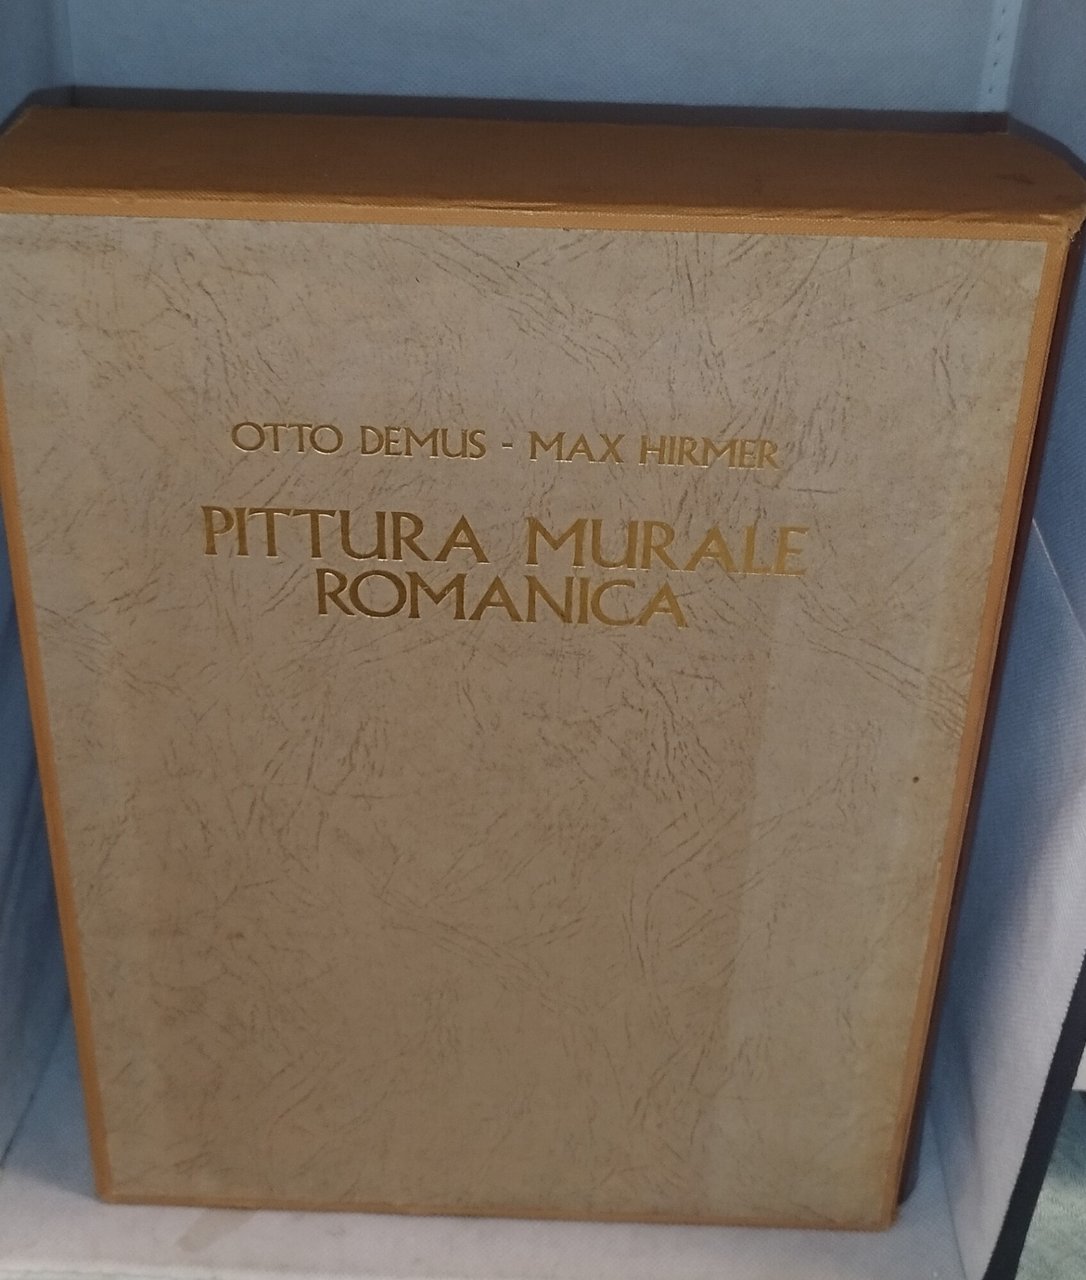 OTTO DEMUS - MAX HIRMER
PITTURA MURALE
ROMANICA